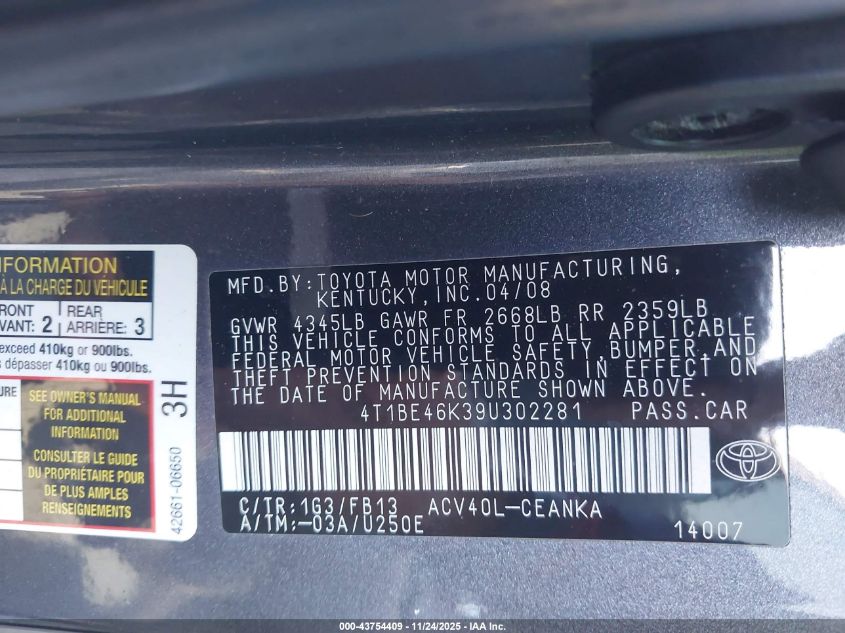 NFORMATION
À LA CHARGE DU VÉHICULE
FRONT
VANT: 2
REAR
ARRIÈRE: 3
exceed 410kg or 900lbs.
s dépasser 410kg ou 900 lbs.
SEE OWNER'S MANUAL
FOR ADDITIONAL
INFORMATION
CONSULTER LE GUIDE
DU PROPRIÉTAIRE POUR
DE PLUS AMPLES
RENSEIGNEMENTS
3H
42661-06650
MFD.BY:TOYOTA MOTOR MANUFACTURING,
KENTUCKY,INC.04/08
GVWR 4345LB GAWR FR 2668LB RR 2359LB
THIS VEHICLE CONFORMS TO ALL APPLICABLE
FEDERAL MOTOR VEHICLE SAFETY,BUMPER,AND
THEFT PREVENTION STANDARDS IN EFFECT ON
THE DATE OF MANUFACTURE SHOWN ABOVE.
4T1BE46K39U302281 PASS.CAR
C/TR:1G3/FB13 ACV40L-CEANKA
A/TM:-03A/U250E
14007
000-43754409 - 11/24/2025 - IAA Inc.